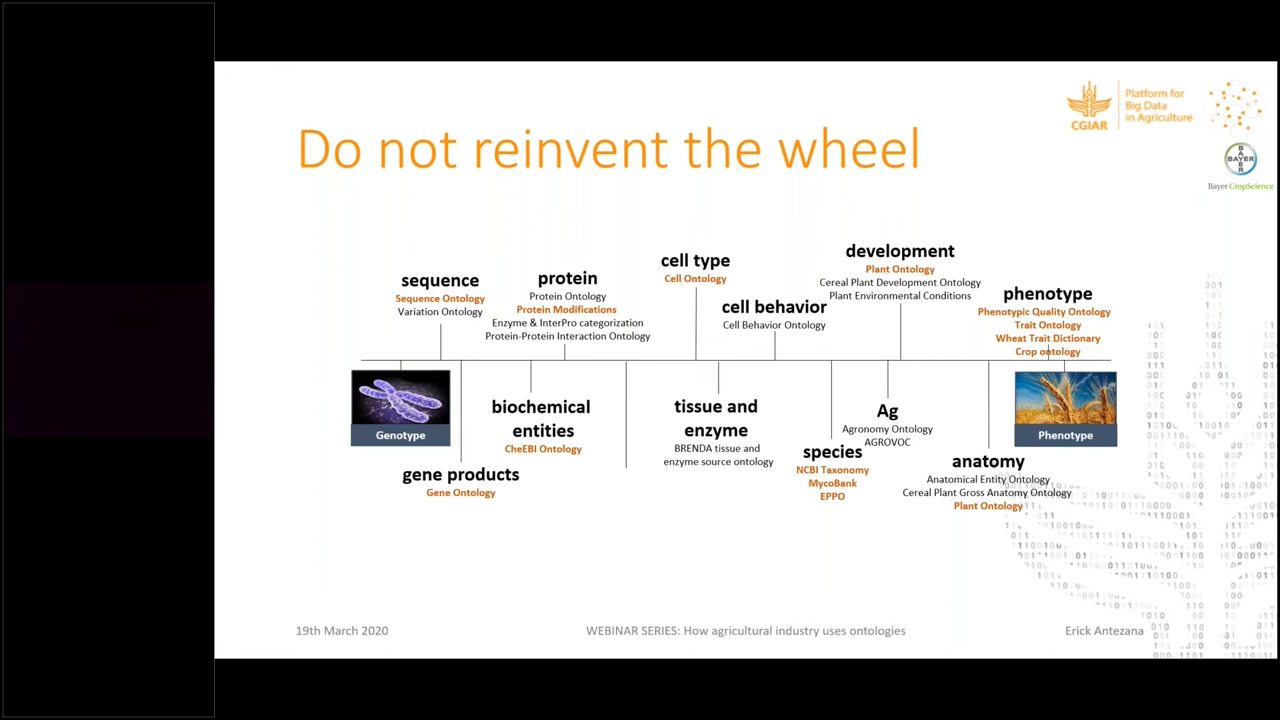 Platform for
Big Data
in Agriculture
CGIAR
BAYER
BAYER
Bayer CropScience
Do not reinvent the wheel
sequence
Sequence Ontology
Variation Ontology
protein
Protein Ontology
Protein Modifications
Enzyme & InterPro categorization
Protein-Protein Interaction Ontology
cell type
Cell Ontology
cell behavior
Cell Behavior Ontology
development
Plant Ontology
Cereal Plant Development Ontology
Plant Environmental Conditions
phenotype
Phenotypic Quality Ontology
Trait Ontology
Wheat Trait Dictionary
Crop ontology
Genotype
gene products
Gene Ontology
biochemical
entities
CheEBI Ontology
tissue and
enzyme
BRENDA tissue and
enzyme source ontology
species
NCBI Taxonomy
MycoBank
EPPO
Ag
Agronomy Ontology
AGROVOC
anatomy
Anatomical Entity Ontology
Cereal Plant Gross Anatomy Ontology
Plant Ontology
Phenotype
19th March 2020
WEBINAR SERIES: How agricultural industry uses ontologies
Erick Antezana